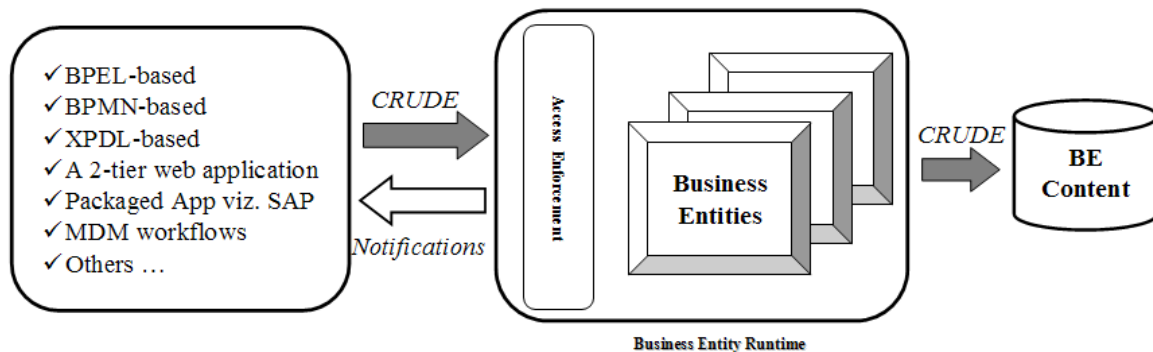 ✓BPEL-based
✓BPMN-based
✓XPDL-based
✓A 2-tier web application
✓Packaged App viz. SAP
✓MDM workflows
✓Others ...
CRUDE
Notifications
Access Enforcement
Business
Entities
CRUDE
BE
Content
Business Entity Runtime